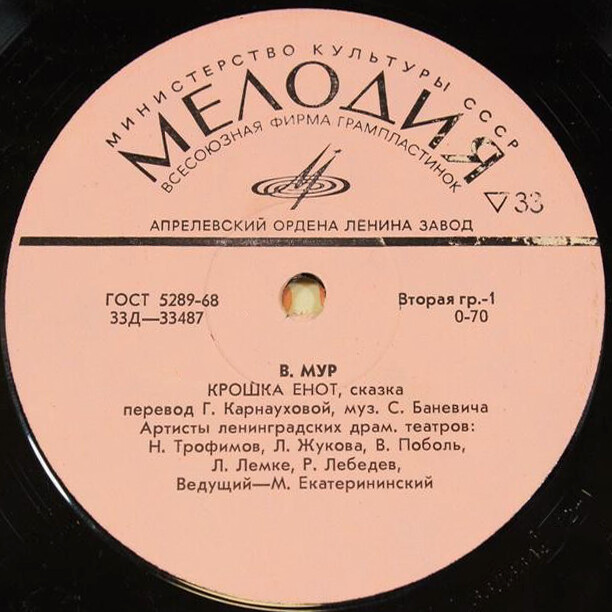 МИНИСТЕРСТВО КУЛЬТУРЫ СССР
МЕЛОДИЯ
ВСЕСОЮЗНАЯ ФИРМА ГРАМПЛАСТИНОК
33
АПРЕЛЕВСКИЙ ОРДЕНА ЛЕНИНА ЗАВОД
ГОСТ 5289-68
33Д—33487
Вторая гр.-1
0-70
В. МУР
КРОШКА ЕНОТ, сказка
перевод Г. Карнауховой, муз. С. Баневича
Артисты ленинградских драм. театров:
Н. Трофимов, Л. Жукова, В. Поболь,
Л. Лемке, Р. Лебедев,
Ведущий—М. Екатерининский